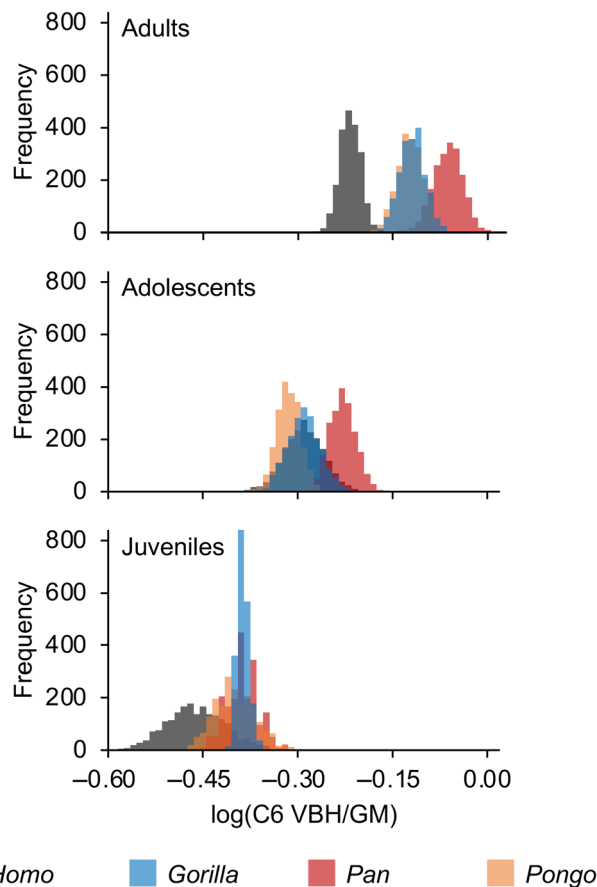 800
Adults
600
400
200
0
Frequency
800
Adolescents
600
400
200
0
Frequency
800
Juveniles
600
400
200
0
Frequency
–0.60 –0.45 –0.30 –0.15 0.00
log(C6 VBH/GM)
Homo Gorilla Pan Pongo